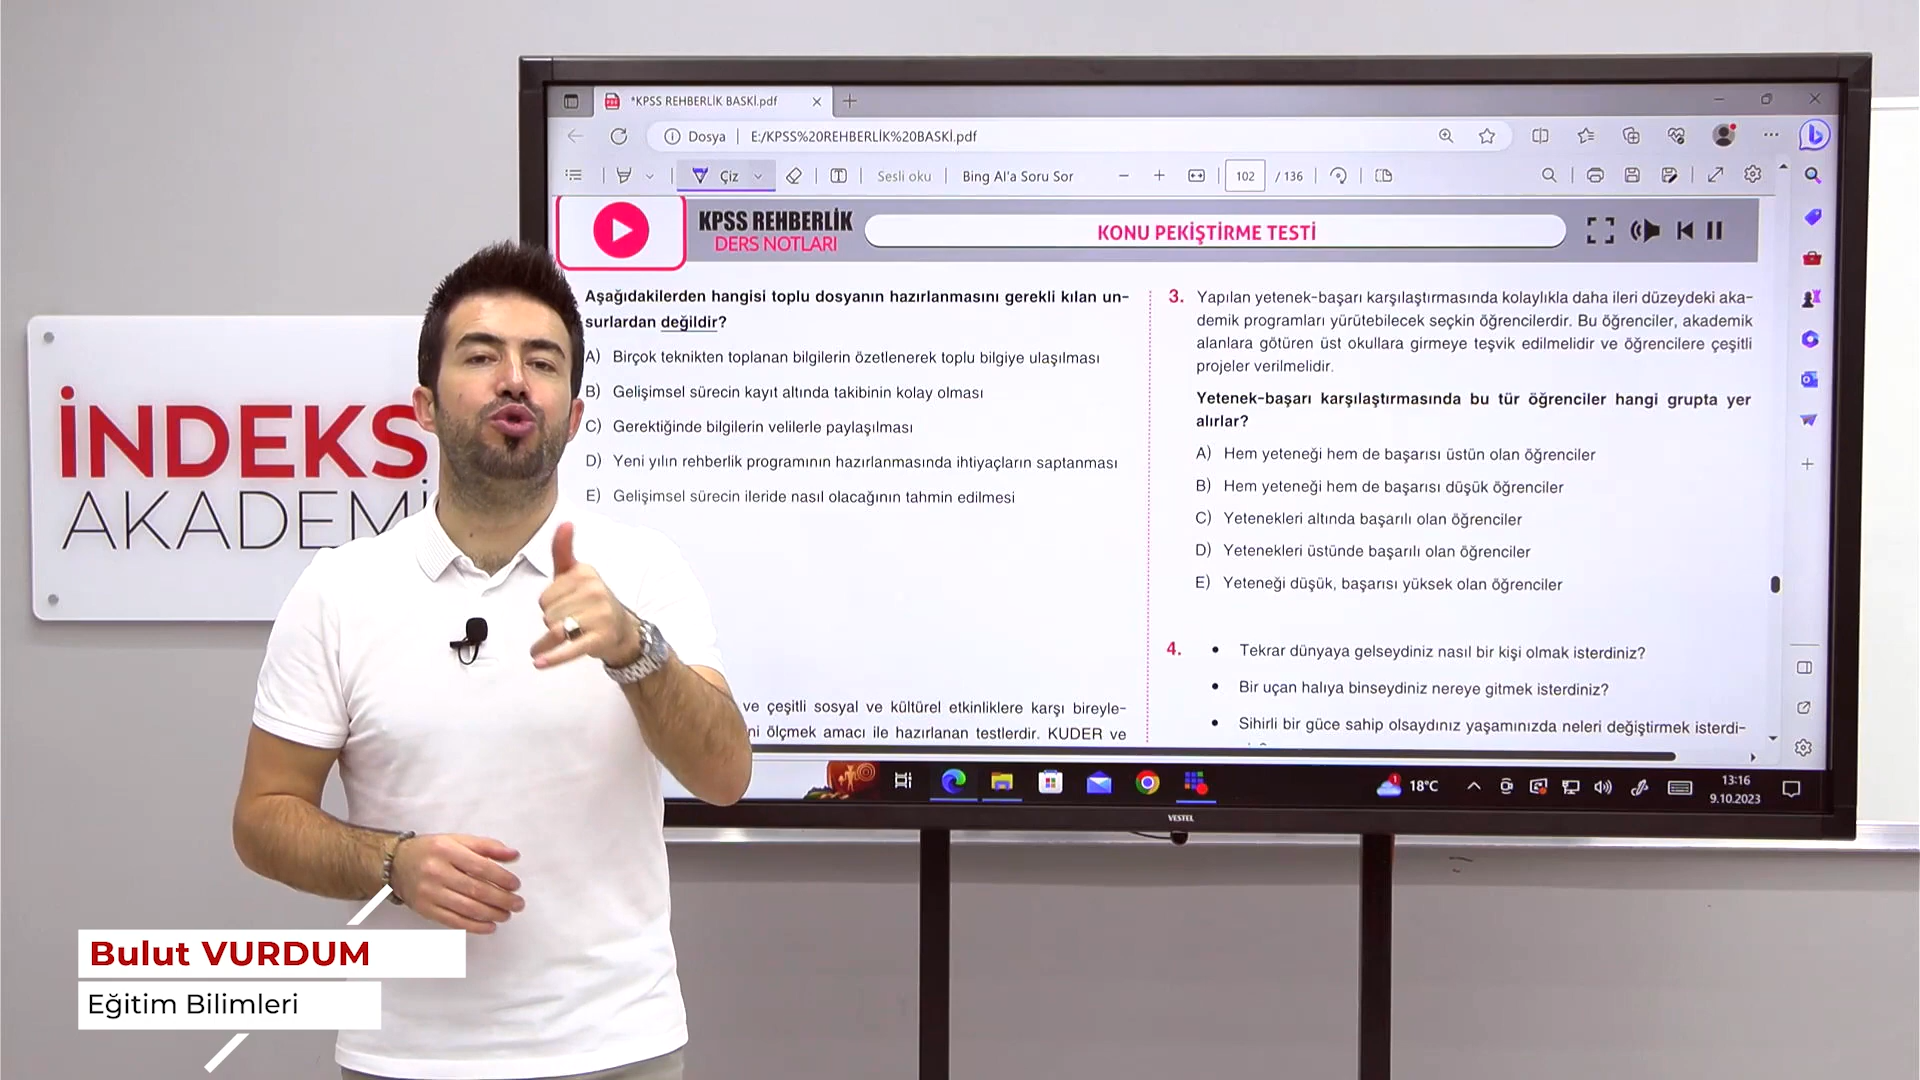 *KPSS REHBERLİK BASKİ.pdf
Dosya
E:/KPSS%20REHBERLİK%20BASKİ.pdf
Çiz
Sesli oku
Bing AI'a Soru Sor
102 / 136
KPSS REHBERLİK
DERS NOTLARI
KONU PEKİŞTİRME TESTİ
Aşağıdakilerden hangisi toplu dosyanın hazırlanmasını gerekli kılan un-
surlardan değildir?
A) Birçok teknikten toplanan bilgilerin özetlenerek toplu bilgiye ulaşılması
B) Gelişimsel sürecin kayıt altında takibinin kolay olması
C) Gerektiğinde bilgilerin velilerle paylaşılması
D) Yeni yılın rehberlik programının hazırlanmasında ihtiyaçların saptanması
E) Gelişimsel sürecin ileride nasıl olacağının tahmin edilmesi
ve çeşitli sosyal ve kültürel etkinliklere karşı bireyle-
ni ölçmek amacı ile hazırlanan testlerdir. KUDER ve
3. Yapılan yetenek-başarı karşılaştırmasında kolaylıkla daha ileri düzeydeki aka-
demik programları yürütebilecek seçkin öğrencilerdir. Bu öğrenciler, akademik
alanlara götüren üst okullara girmeye teşvik edilmelidir ve öğrencilere çeşitli
projeler verilmelidir.
Yetenek-başarı karşılaştırmasında bu tür öğrenciler hangi grupta yer
alırlar?
A) Hem yeteneği hem de başarısı üstün olan öğrenciler
B) Hem yeteneği hem de başarısı düşük öğrenciler
C) Yetenekleri altında başarılı olan öğrenciler
D) Yetenekleri üstünde başarılı olan öğrenciler
E) Yeteneği düşük, başarısı yüksek olan öğrenciler
4. • Tekrar dünyaya gelseydiniz nasıl bir kişi olmak isterdiniz?
• Bir uçan halıya binseydiniz nereye gitmek isterdiniz?
• Sihirli bir güce sahip olsaydınız yaşamınızda neleri değiştirmek isterdi-
18°C
13:16
9.10.2023
VESTEL
İNDEKS
AKADEMİ
Bulut VURDUM
Eğitim Bilimleri